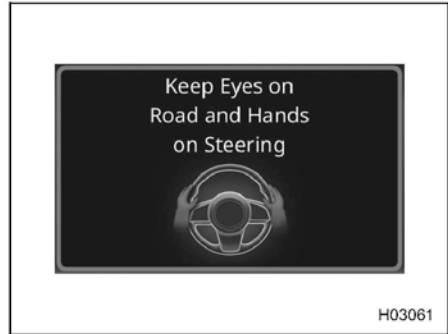 Keep Eyes on
Road and Hands
on Steering
H03061